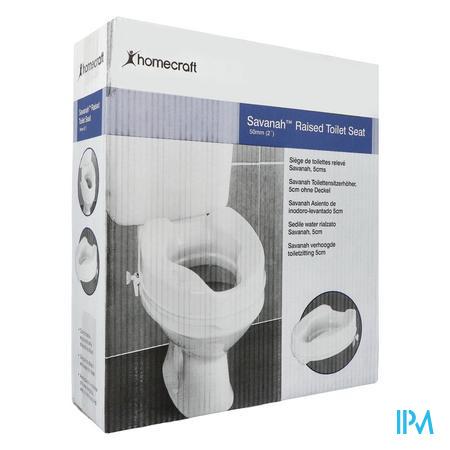 homecraft
Savanah™ Raised Toilet Seat
50mm (2")
Siège de toilettes relevé
Savanah, 5cms
Savanah Toilettensitzerhöher,
5cm ohne Deckel
Savanah Asiento de
inodoro-levantado 5cm
Sedile water rialzato
Savanah, 5cm
Savanah verhoogde
toiletzitting 5cm
homecraft
Savanah™ Raised
Toilet Seat
50mm (2")
IPM